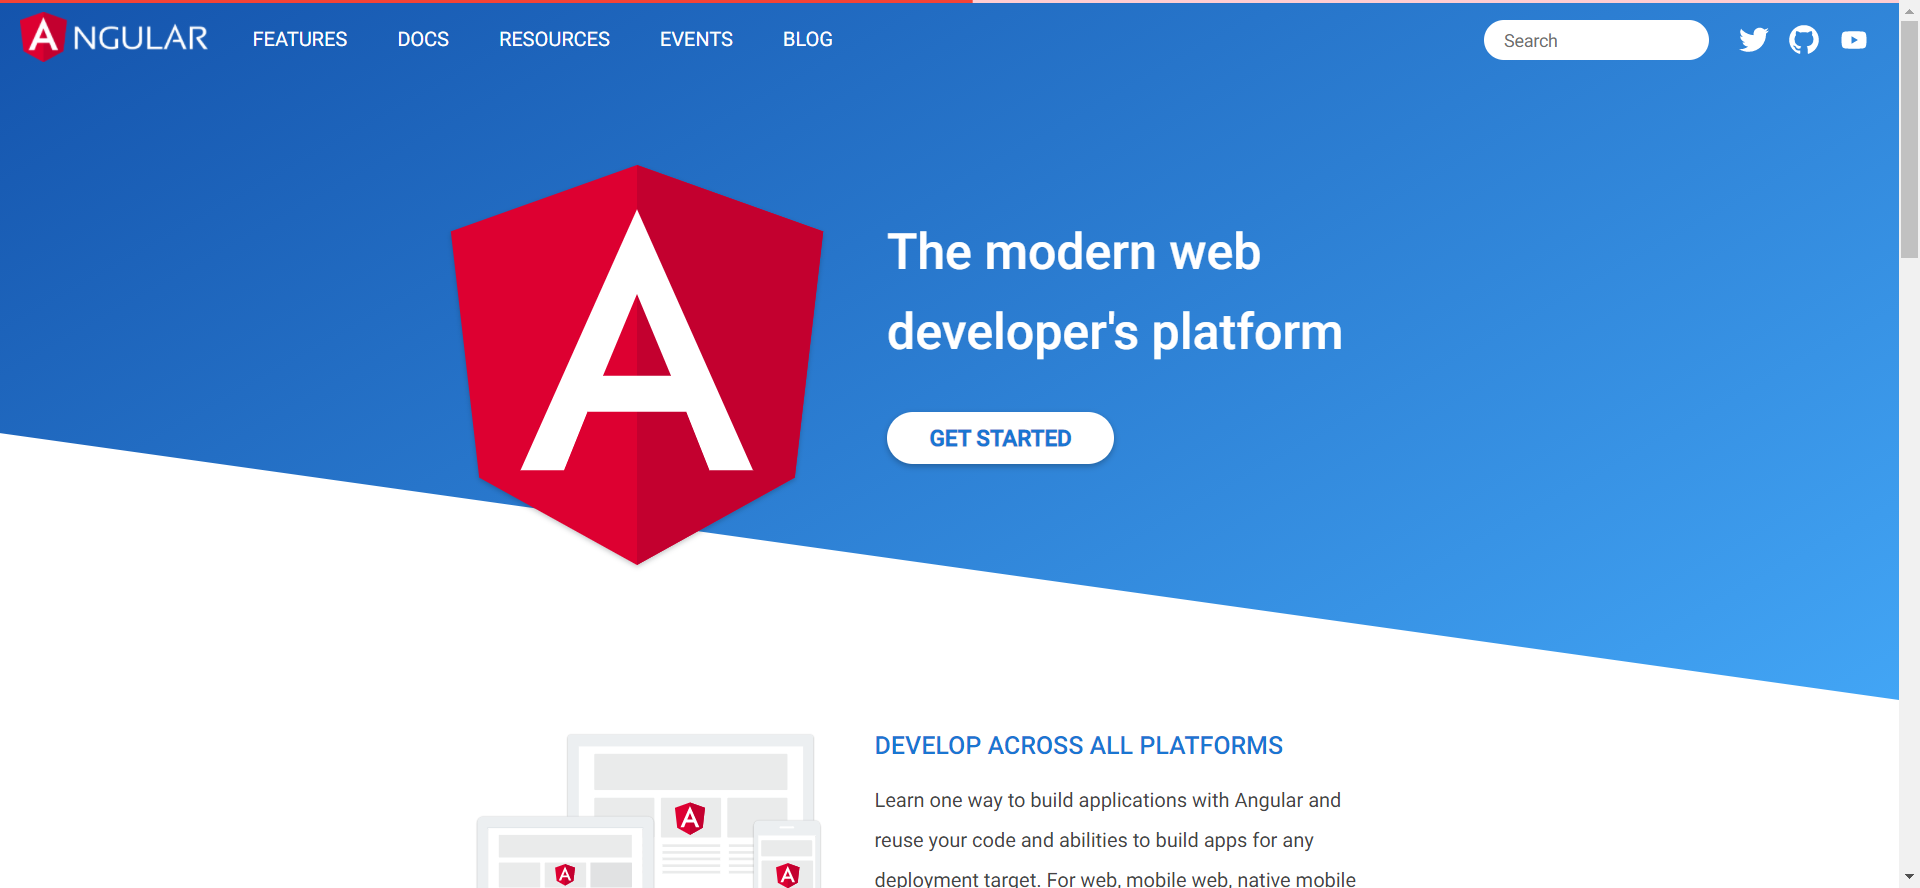 ANGULAR FEATURES DOCS RESOURCES EVENTS BLOG Search
A
The modern web
developer's platform
GET STARTED
DEVELOP ACROSS ALL PLATFORMS
Learn one way to build applications with Angular and
reuse your code and abilities to build apps for any
deployment target. For web, mobile web, native mobile
A
A
A